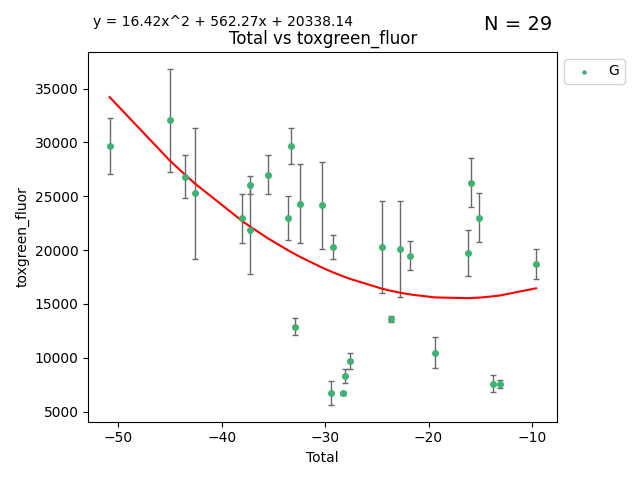 y = 16.42x^2 + 562.27x + 20338.14
N = 29
Total vs toxgreen_fluor
G
35000
30000
25000
20000
15000
10000
5000
toxgreen_fluor
−50
−40
−30
−20
−10
Total